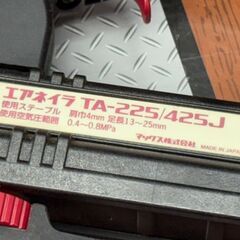 エアネイラ TA-225/425J
使用ステープル 肩巾4mm 足長13~25mm
使用空気圧範囲 0.4~0.8MPa
マックス株式会社 MADE IN JAPAN